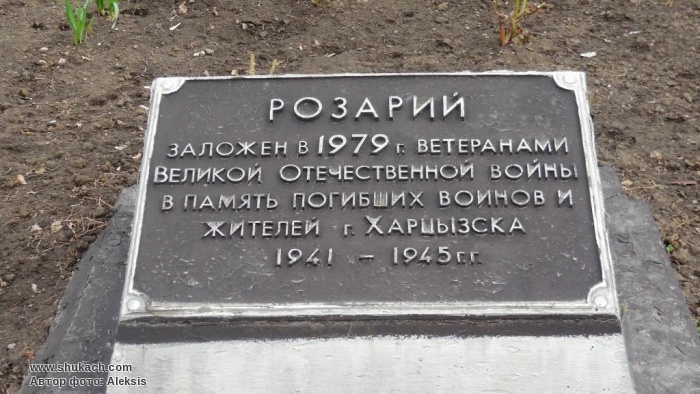 РОЗАРИЙ
ЗАЛОЖЕН В 1979 г. ВЕТЕРАНАМИ
ВЕЛИКОЙ ОТЕЧЕСТВЕННОЙ ВОЙНЫ
В ПАМЯТЬ ПОГИБШИХ ВОИНОВ И
ЖИТЕЛЕЙ г. ХАРЦЫЗСКА
1941 – 1945 г.г.
www.shukach.com
Автор фото: Aleksis